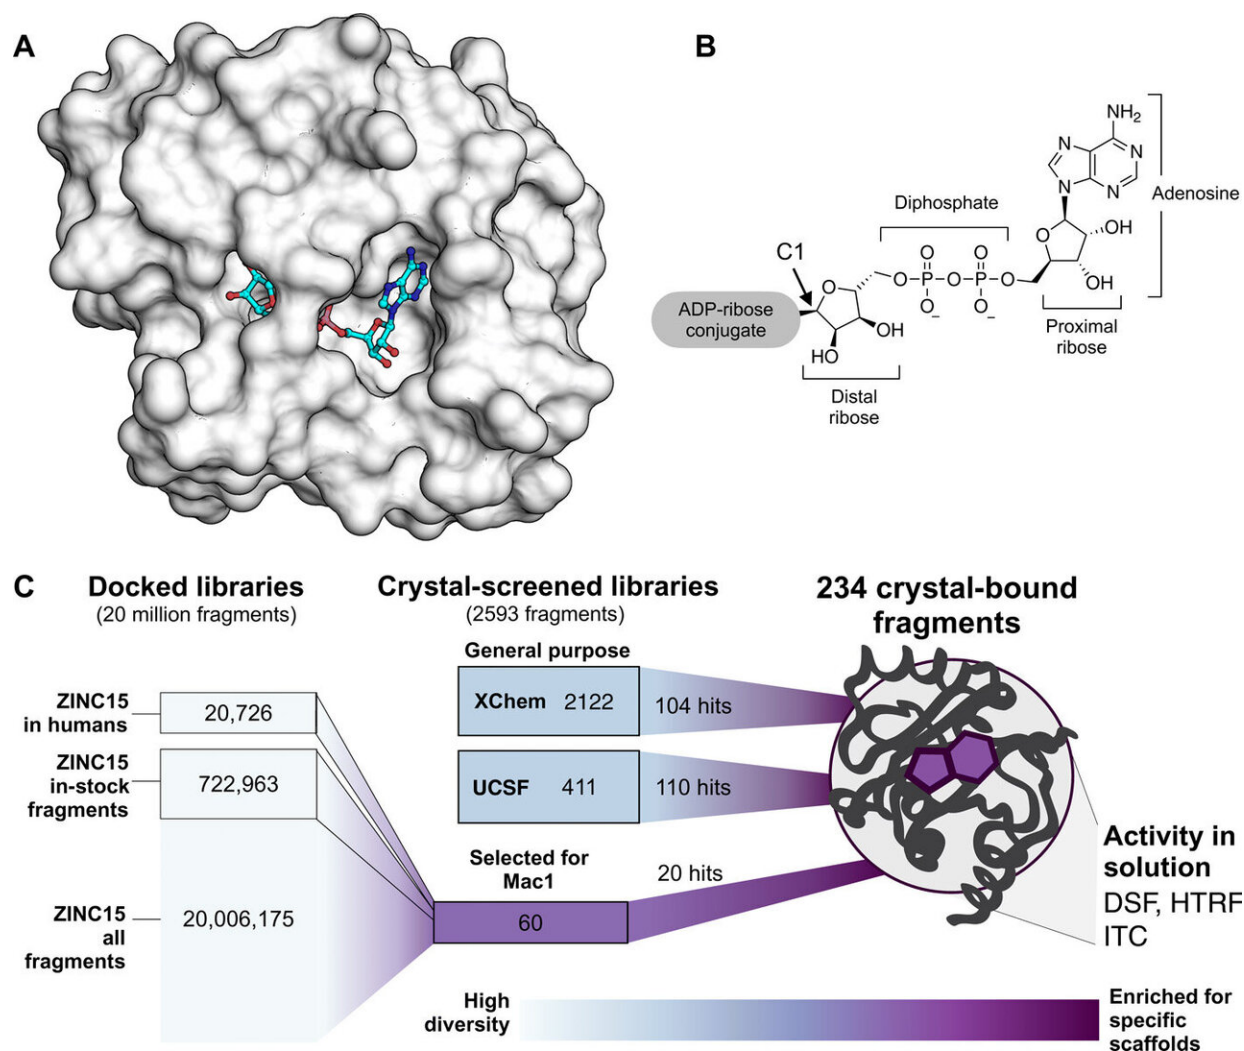 A
B
NH₂
N
N
N
N
Adenosine
Diphosphate
C1
O
O
O
O
P
O
P
O
O⁻
O⁻
O
OH
OH
ADP-ribose
conjugate
OH
HO
Proximal
ribose
Distal
ribose
C
Docked libraries
(20 million fragments)
Crystal-screened libraries
(2593 fragments)
234 crystal-bound
fragments
General purpose
ZINC15
in humans
20,726
XChem 2122
104 hits
ZINC15
in-stock
fragments
722,963
UCSF 411
110 hits
Selected for
Mac1
20 hits
60
ZINC15
all
fragments
20,006,175
Activity in
solution
DSF, HTRF
ITC
High
diversity
Enriched for
specific
scaffolds